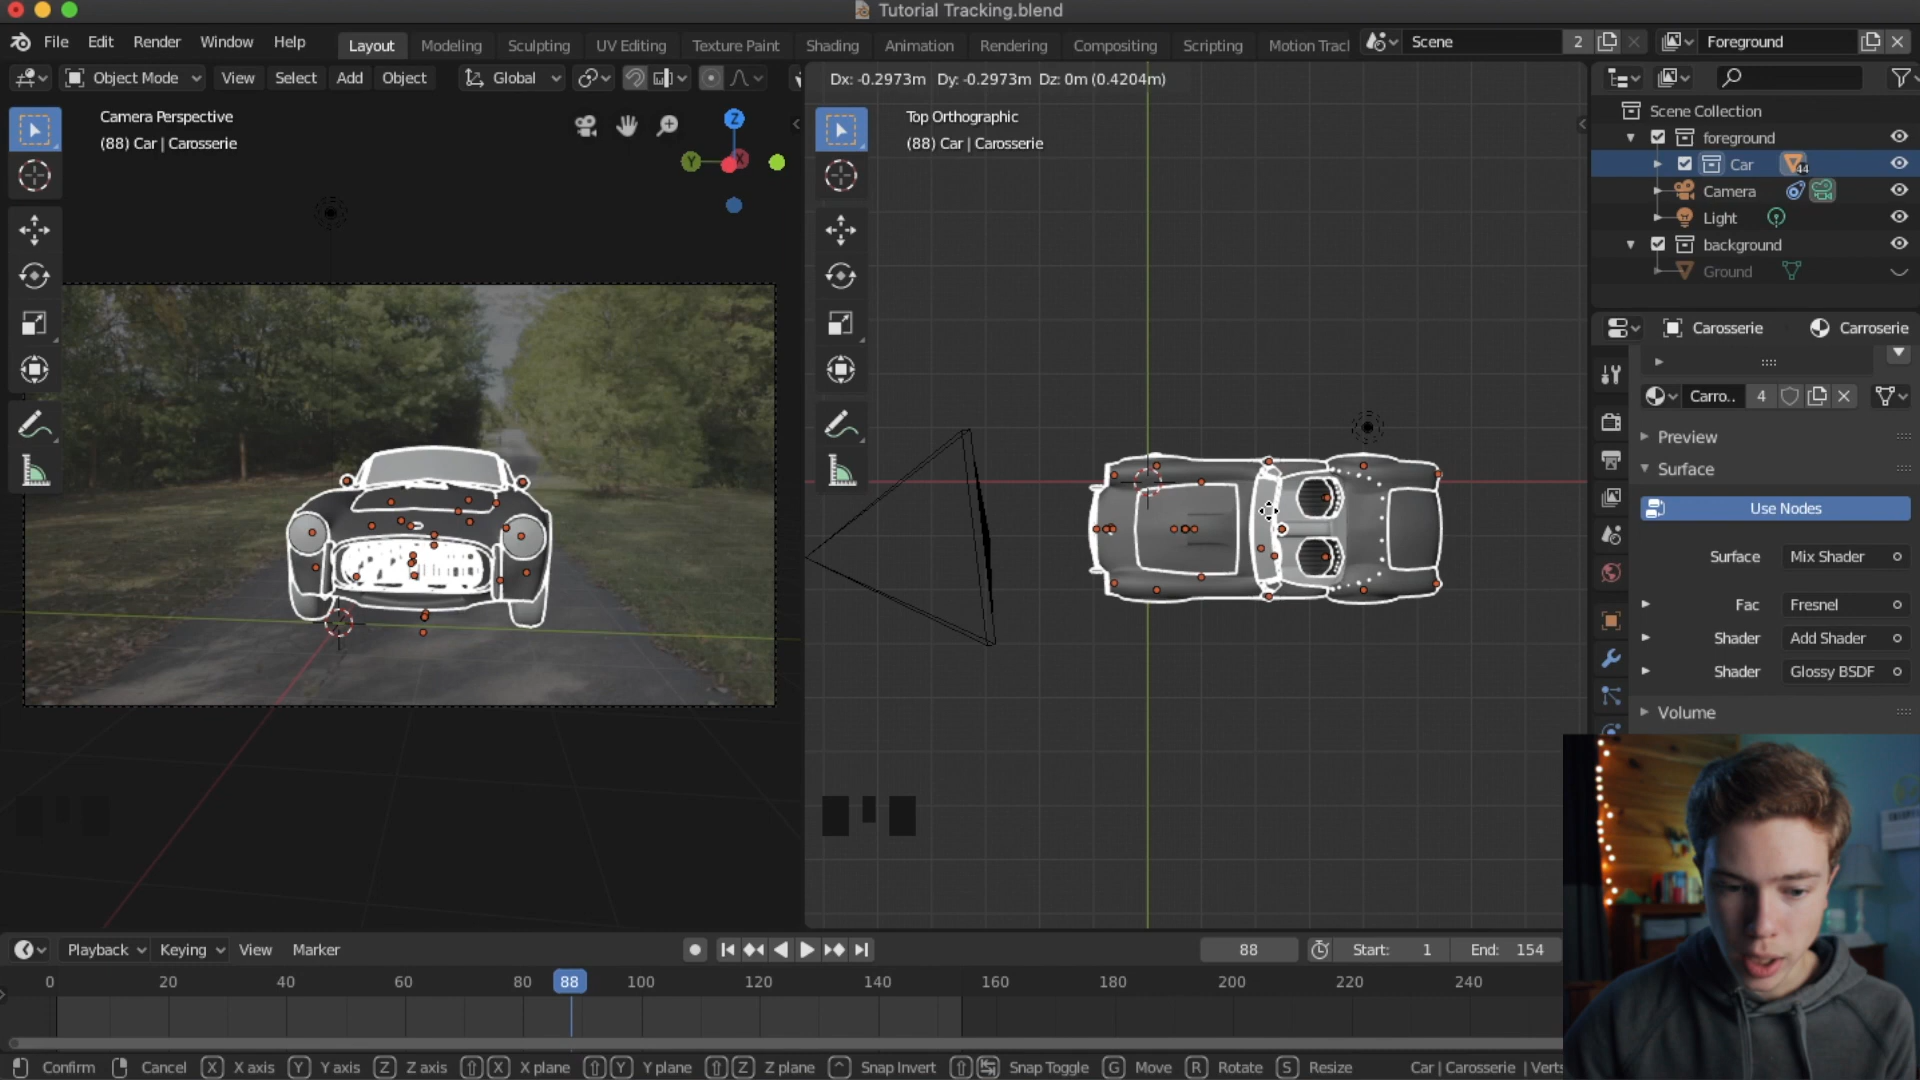 Tutorial Tracking.blend
File Edit Render Window Help Layout Modeling Sculpting UV Editing Texture Paint Shading Animation Rendering Compositing Scripting Motion Tracl Scene 2 Foreground
Object Mode View Select Add Object Global Dx: -0.2973m Dy: -0.2973m Dz: 0m (0.4204m)
Camera Perspective
(88) Car | Carosserie
Z
Y
X
Top Orthographic
(88) Car | Carosserie
Scene Collection
foreground
Car 44
Camera
Light
background
Ground
Carosserie Carroserie
Carro.. 4
Preview
Surface
Use Nodes
Surface Mix Shader
Fac Fresnel
Shader Add Shader
Shader Glossy BSDF
Volume
Playback Keying View Marker 88 Start: 1 End: 154
0 20 40 60 80 88 100 120 140 160 180 200 220 240
Confirm Cancel X X axis Y Y axis Z Z axis X X plane Y Y plane Z Z plane Snap Invert Snap Toggle G Move R Rotate S Resize Car | Carosserie | Verts